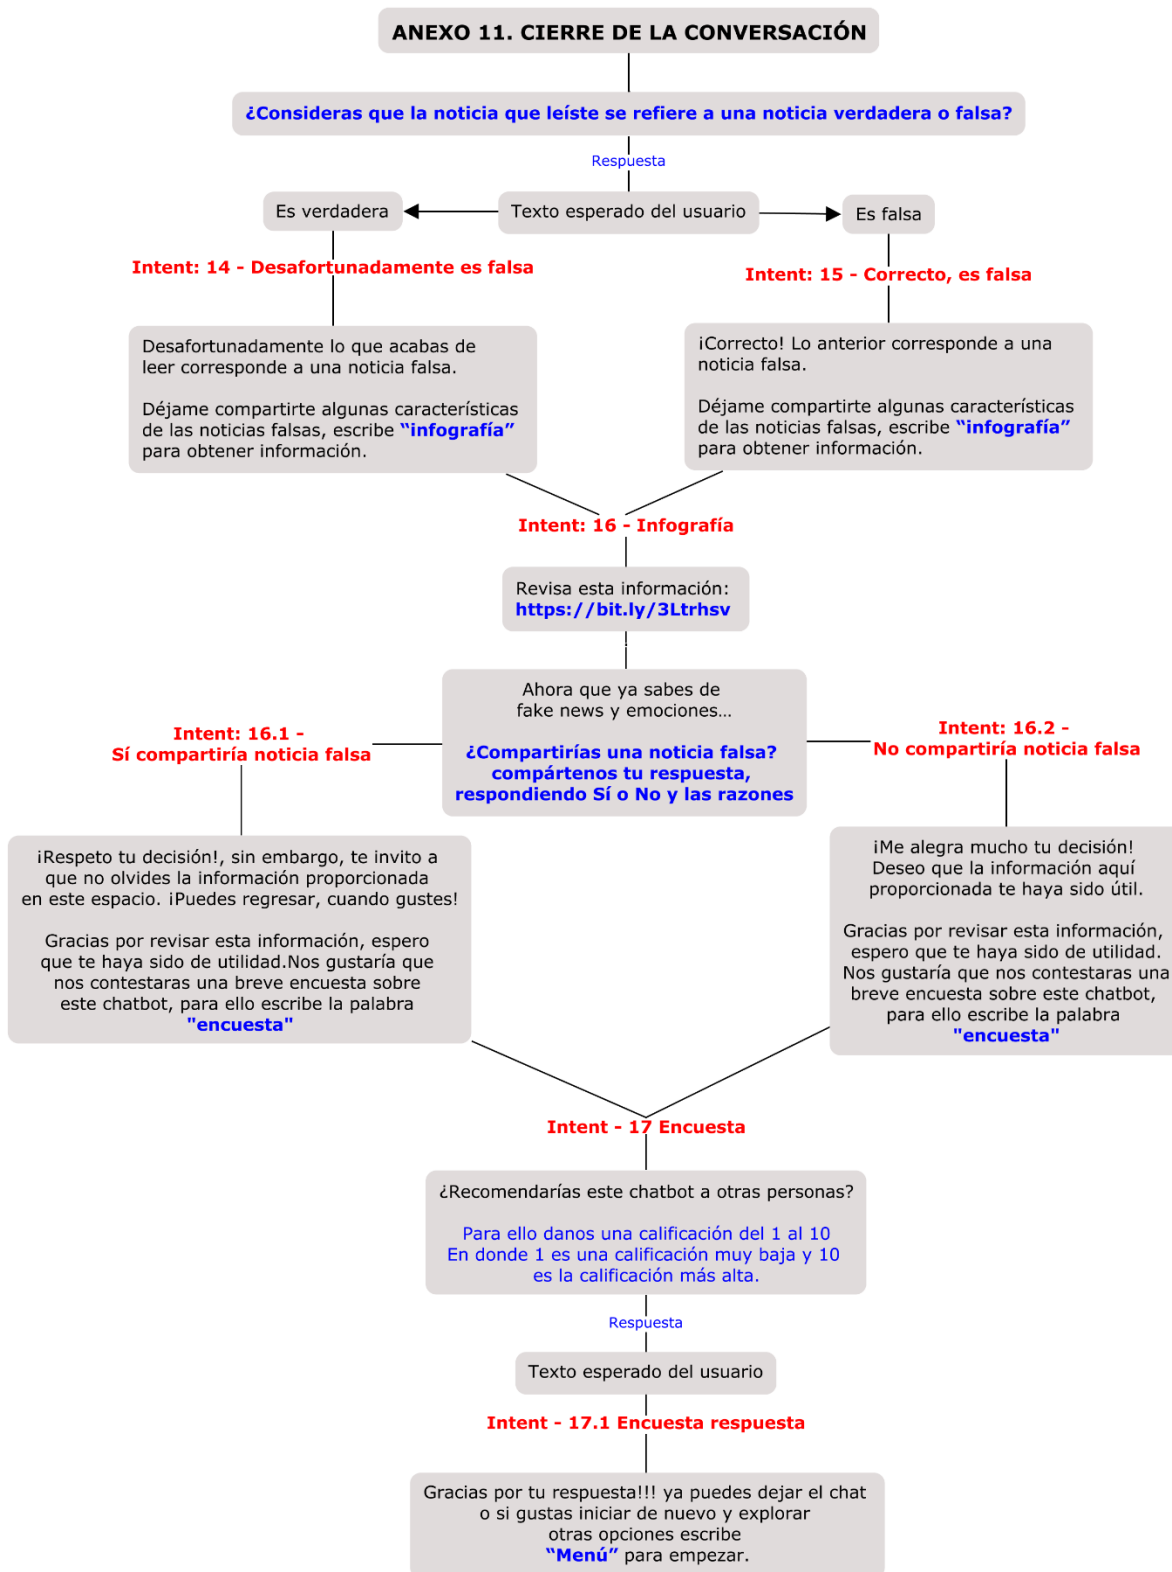 ANEXO 11. CIERRE DE LA CONVERSACIÓN
¿Consideras que la noticia que leíste se refiere a una noticia verdadera o falsa?
Respuesta
Es verdadera
Texto esperado del usuario
Es falsa
Intent: 14 - Desafortunadamente es falsa
Intent: 15 - Correcto, es falsa
Desafortunadamente lo que acabas de
leer corresponde a una noticia falsa.
Déjame compartirte algunas características
de las noticias falsas, escribe “infografía”
para obtener información.
¡Correcto! Lo anterior corresponde a una
noticia falsa.
Déjame compartirte algunas características
de las noticias falsas, escribe “infografía”
para obtener información.
Intent: 16 - Infografía
Revisa esta información:
https://bit.ly/3Ltrhsv
Ahora que ya sabes de
fake news y emociones…
¿Compartirías una noticia falsa?
compártenos tu respuesta,
respondiendo Sí o No y las razones
Intent: 16.1 -
Sí compartiría noticia falsa
Intent: 16.2 -
No compartiría noticia falsa
¡Respeto tu decisión!, sin embargo, te invito a
que no olvides la información proporcionada
en este espacio. ¡Puedes regresar, cuando gustes!
Gracias por revisar esta información, espero
que te haya sido de utilidad.Nos gustaría que
nos contestaras una breve encuesta sobre
este chatbot, para ello escribe la palabra
"encuesta"
¡Me alegra mucho tu decisión!
Deseo que la información aquí
proporcionada te haya sido útil.
Gracias por revisar esta información,
espero que te haya sido de utilidad.
Nos gustaría que nos contestaras una
breve encuesta sobre este chatbot,
para ello escribe la palabra
"encuesta"
Intent - 17 Encuesta
¿Recomendarías este chatbot a otras personas?
Para ello danos una calificación del 1 al 10
En donde 1 es una calificación muy baja y 10
es la calificación más alta.
Respuesta
Texto esperado del usuario
Intent - 17.1 Encuesta respuesta
Gracias por tu respuesta!!! ya puedes dejar el chat
o si gustas iniciar de nuevo y explorar
otras opciones escribe
“Menú” para empezar.